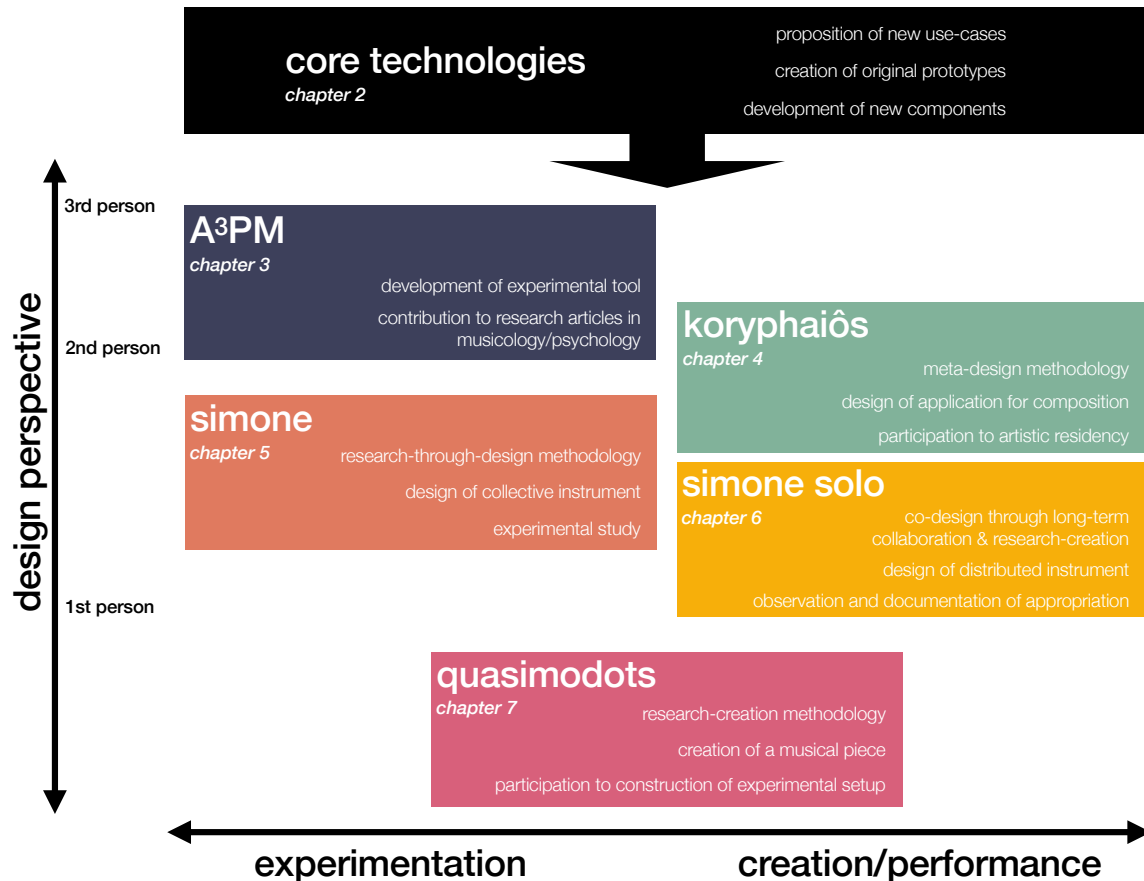 core technologies
chapter 2
proposition of new use-cases
creation of original prototypes
development of new components
design perspective
3rd person
2nd person
1st person
A³PM
chapter 3
development of experimental tool
contribution to research articles in
musicology/psychology
koryphaiôs
chapter 4
meta-design methodology
design of application for composition
participation to artistic residency
simone
chapter 5
research-through-design methodology
design of collective instrument
experimental study
simone solo
chapter 6
co-design through long-term
collaboration & research-creation
design of distributed instrument
observation and documentation of appropriation
quasimodots
chapter 7
research-creation methodology
creation of a musical piece
participation to construction of experimental setup
experimentation
creation/performance